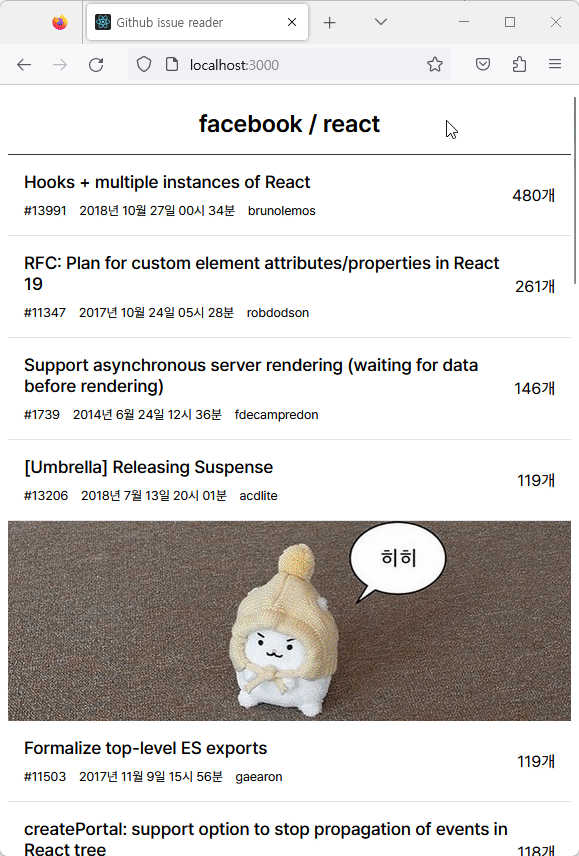 Github issue reader
localhost:3000
facebook / react
Hooks + multiple instances of React
480개
#13991 2018년 10월 27일 00시 34분 brunolemos
RFC: Plan for custom element attributes/properties in React
19
261개
#11347 2017년 10월 24일 05시 28분 robdodson
Support asynchronous server rendering (waiting for data
before rendering)
146개
#1739 2014년 6월 24일 12시 36분 fdecampredon
[Umbrella] Releasing Suspense
119개
#13206 2018년 7월 13일 20시 01분 acdlite
히히
Formalize top-level ES exports
119개
#11503 2017년 11월 9일 15시 56분 gaearon
createPortal: support option to stop propagation of events in
React tree
118개